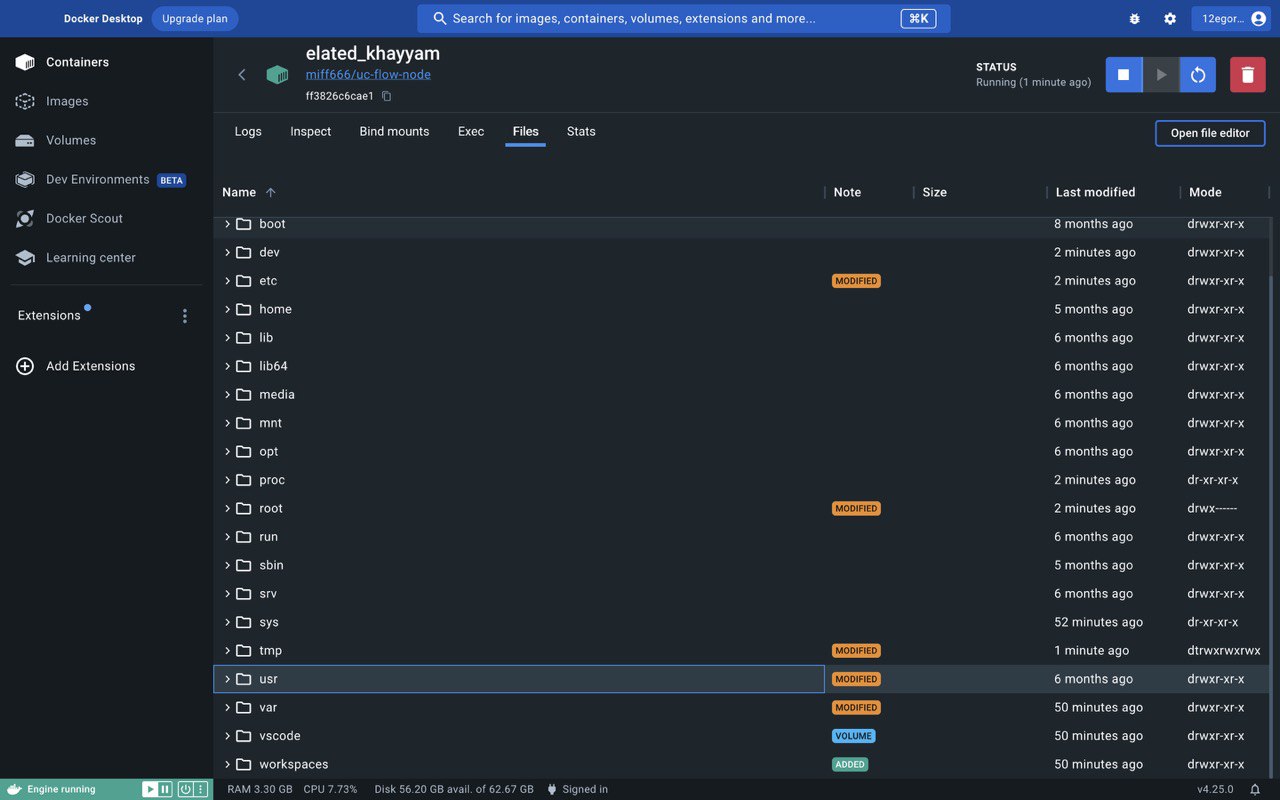 Docker Desktop Upgrade plan Search for images, containers, volumes, extensions and more... ⌘K 12egor...
Containers
Images
Volumes
Dev Environments BETA
Docker Scout
Learning center
Extensions
Add Extensions
elated_khayyam
miff666/uc-flow-node
ff3826c6cae1
STATUS
Running (1 minute ago)
Logs Inspect Bind mounts Exec Files Stats Open file editor
Name Note Size Last modified Mode
boot 8 months ago drwxr-xr-x
dev 2 minutes ago drwxr-xr-x
etc MODIFIED 2 minutes ago drwxr-xr-x
home 5 months ago drwxr-xr-x
lib 6 months ago drwxr-xr-x
lib64 6 months ago drwxr-xr-x
media 6 months ago drwxr-xr-x
mnt 6 months ago drwxr-xr-x
opt 6 months ago drwxr-xr-x
proc 2 minutes ago dr-xr-xr-x
root MODIFIED 2 minutes ago drwx------
run 6 months ago drwxr-xr-x
sbin 5 months ago drwxr-xr-x
srv 6 months ago drwxr-xr-x
sys 52 minutes ago dr-xr-xr-x
tmp MODIFIED 1 minute ago dtrwxrwxrwx
usr MODIFIED 6 months ago drwxr-xr-x
var MODIFIED 50 minutes ago drwxr-xr-x
vscode VOLUME 50 minutes ago drwxr-xr-x
workspaces ADDED 50 minutes ago drwxr-xr-x
Engine running RAM 3.30 GB CPU 7.73% Disk 56.20 GB avail. of 62.67 GB Signed in v4.25.0